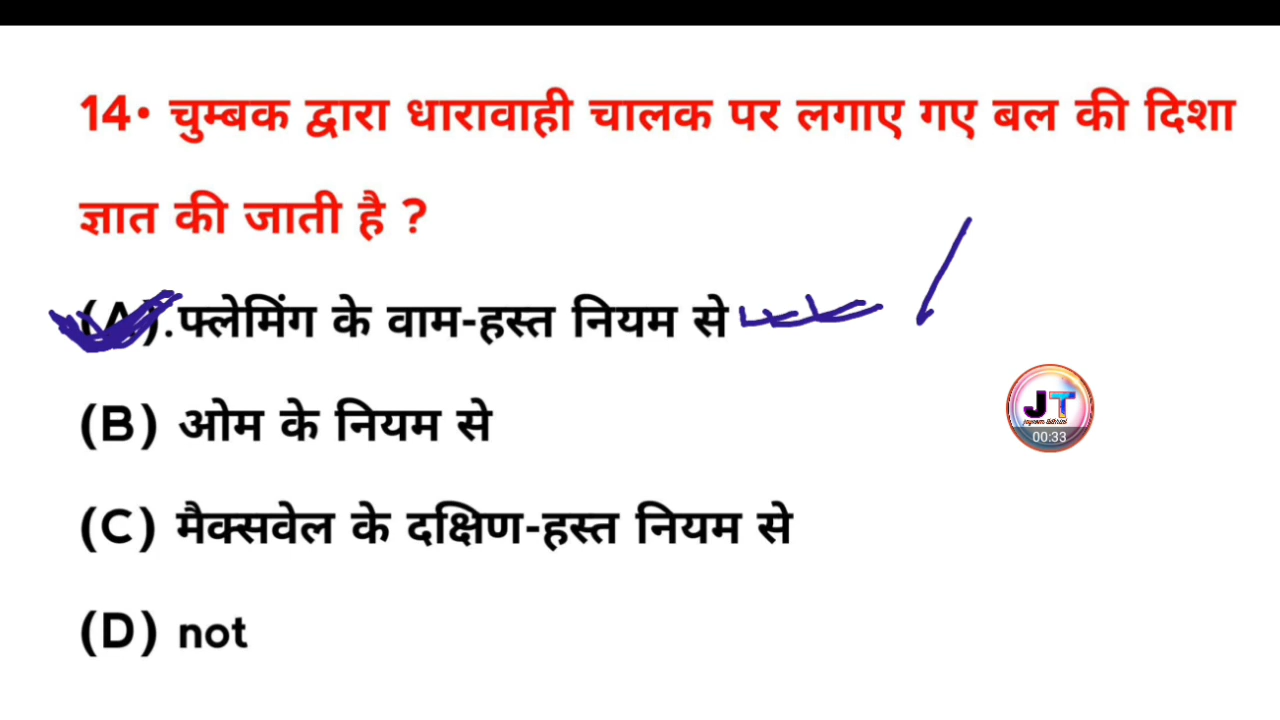 14• चुम्बक द्वारा धारावाही चालक पर लगाए गए बल की दिशा
ज्ञात की जाती है ?
(A).फ्लेमिंग के वाम-हस्त नियम से
(B) ओम के नियम से
JT
00:33
(C) मैक्सवेल के दक्षिण-हस्त नियम से
(D) not